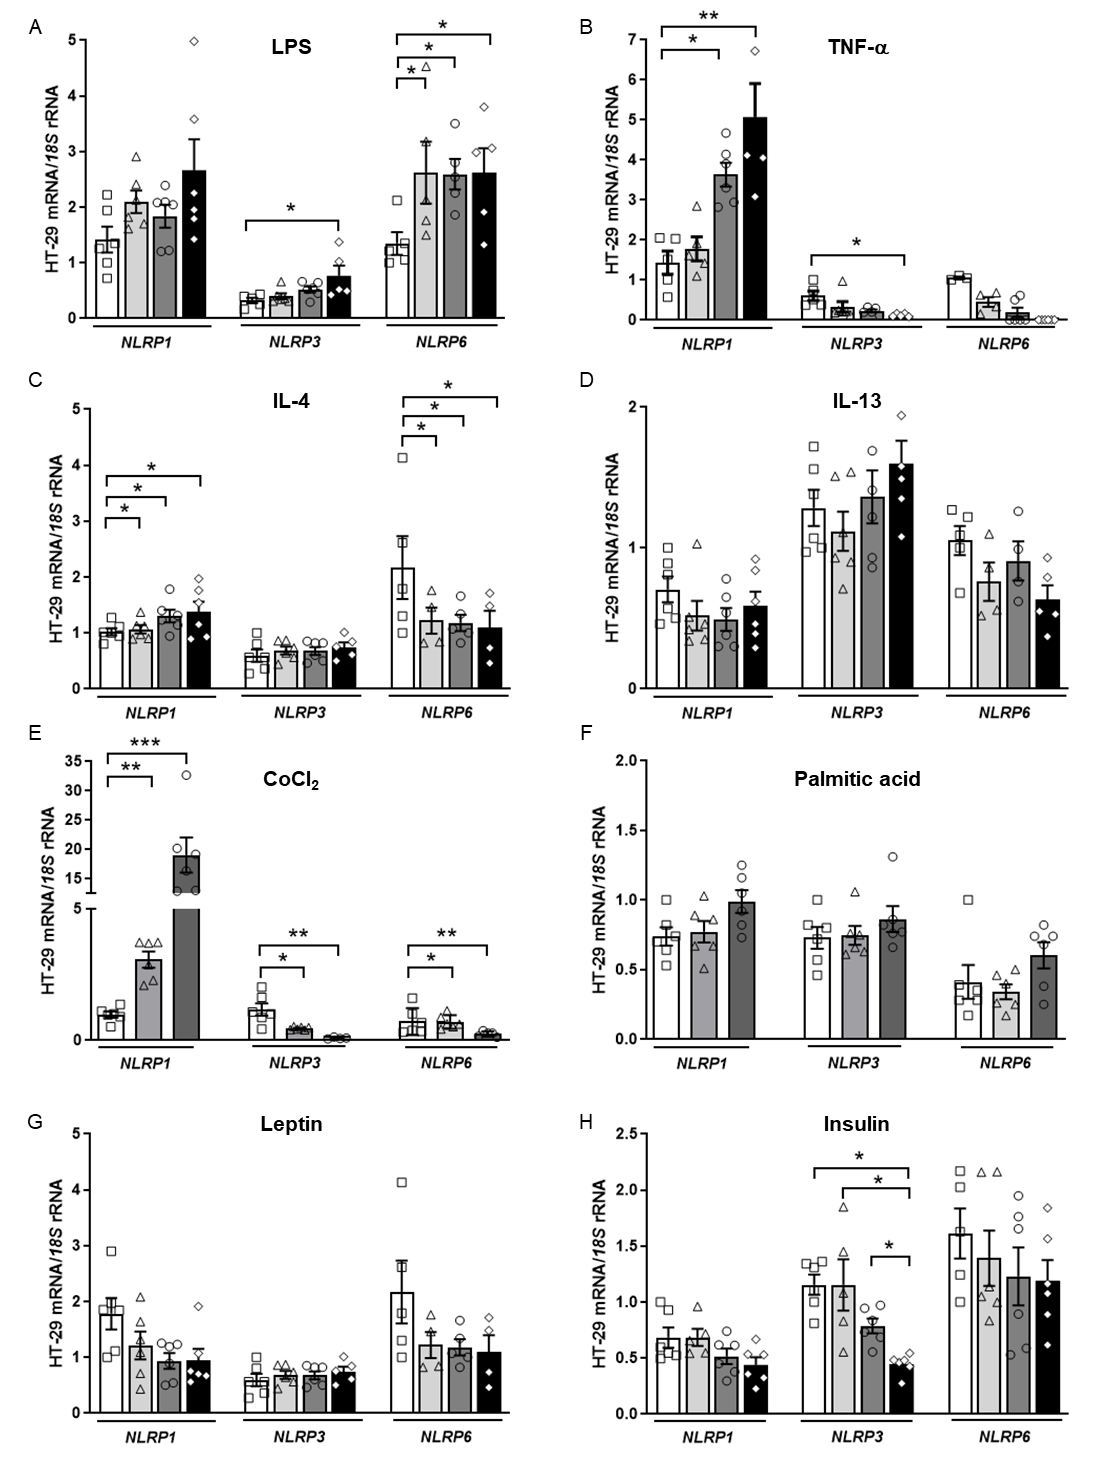 A
LPS
HT-29 mRNA/18S rRNA
5
4
3
2
1
0
*
*
*
*
NLRP1
NLRP3
NLRP6
B
TNF-α
HT-29 mRNA/18S rRNA
7
6
5
4
3
2
1
0
**
*
*
NLRP1
NLRP3
NLRP6
C
IL-4
HT-29 mRNA/18S rRNA
5
4
3
2
1
0
*
*
*
*
*
*
NLRP1
NLRP3
NLRP6
D
IL-13
HT-29 mRNA/18S rRNA
2
1
0
NLRP1
NLRP3
NLRP6
E
CoCl2
HT-29 mRNA/18S rRNA
35
30
25
20
15
5
0
***
**
**
*
**
*
NLRP1
NLRP3
NLRP6
F
Palmitic acid
HT-29 mRNA/18S rRNA
2.0
1.5
1.0
0.5
0.0
NLRP1
NLRP3
NLRP6
G
Leptin
HT-29 mRNA/18S rRNA
5
4
3
2
1
0
NLRP1
NLRP3
NLRP6
H
Insulin
HT-29 mRNA/18S rRNA
2.5
2.0
1.5
1.0
0.5
0.0
*
*
*
NLRP1
NLRP3
NLRP6